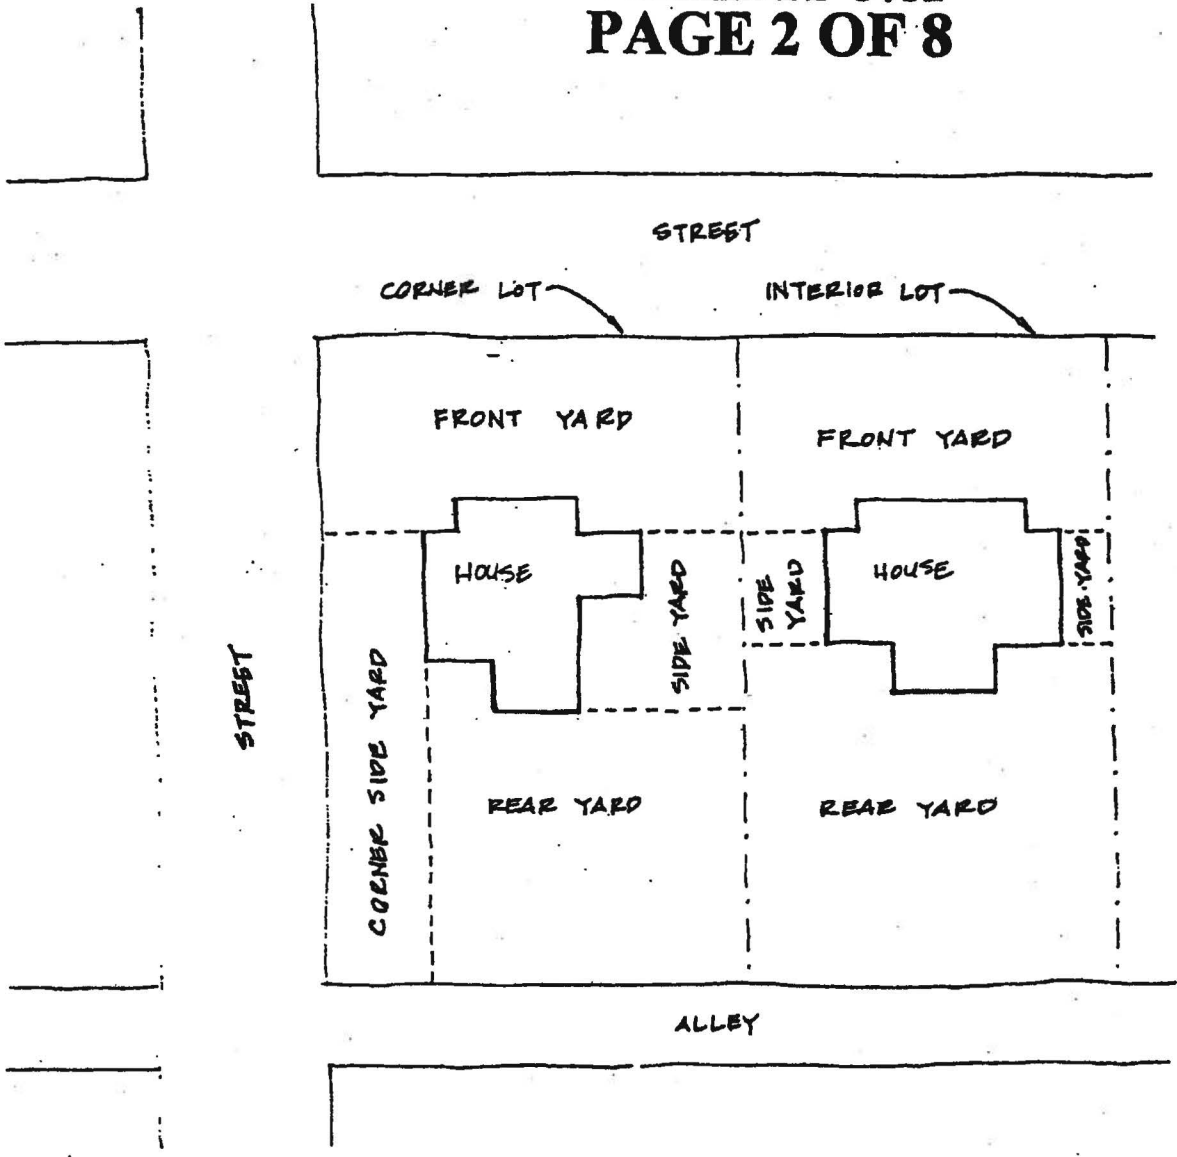 PAGE 2 OF 8
STREET
CORNER LOT
INTERIOR LOT
FRONT YARD
FRONT YARD
HOUSE
SIDE YARD
SIDE
YARD
HOUSE
SIDE YARD
STREET
CORNER SIDE YARD
REAR YARD
REAR YARD
ALLEY